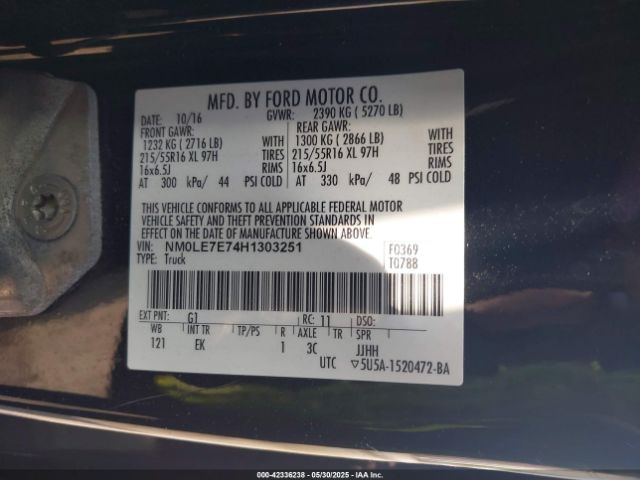 MFD. BY FORD MOTOR CO.
DATE: 10/16 GVWR: 2390 KG ( 5270 LB)
FRONT GAWR: REAR GAWR:
1232 KG ( 2716 LB) WITH 1300 KG ( 2866 LB) WITH
215/55R16 XL 97H TIRES 215/55R16 XL 97H TIRES
16x6.5J RIMS 16x6.5J RIMS
AT 300 kPa/ 44 PSI COLD AT 330 kPa/ 48 PSI COLD
THIS VEHICLE CONFORMS TO ALL APPLICABLE FEDERAL MOTOR
VEHICLE SAFETY AND THEFT PREVENTION STANDARDS IN
EFFECT ON THE DATE OF MANUFACTURE SHOWN ABOVE.
VIN: NM0LE7E74H1303251 F0369
TYPE: Truck T0788
EXT PNT: G1 RC: 11 DSO:
WB INT TR TP/PS R AXLE TR SPR
121 EK 1 3C JJHH
UTC ▽5U5A-1520472-BA
000-42336238 - 05/30/2025 - IAAI.COM